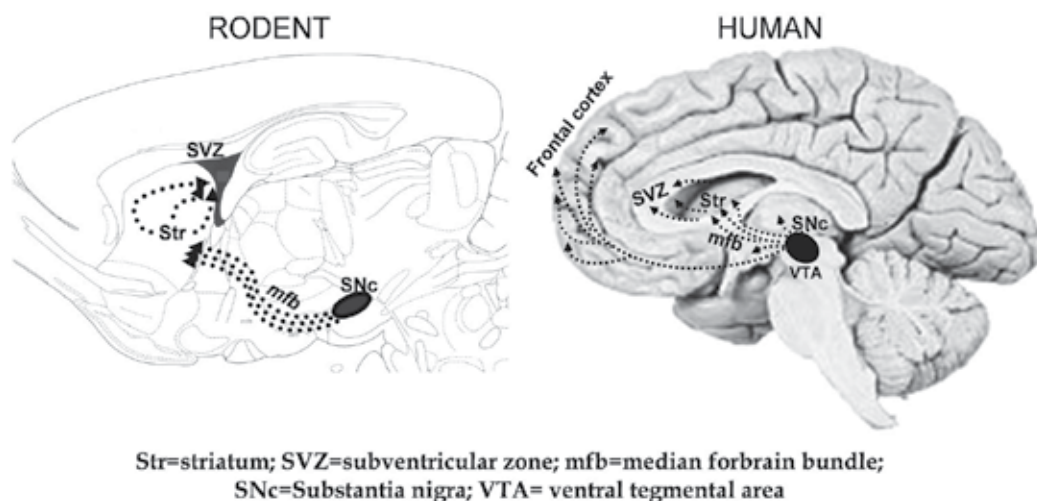 RODENT
HUMAN
SVZ
Str
mfb
SNc
Frontal cortex
SVZ
Str
mfb
SNc
VTA
Str=striatum; SVZ=subventricular zone; mfb=median forbrain bundle;
SNc=Substantia nigra; VTA= ventral tegmental area